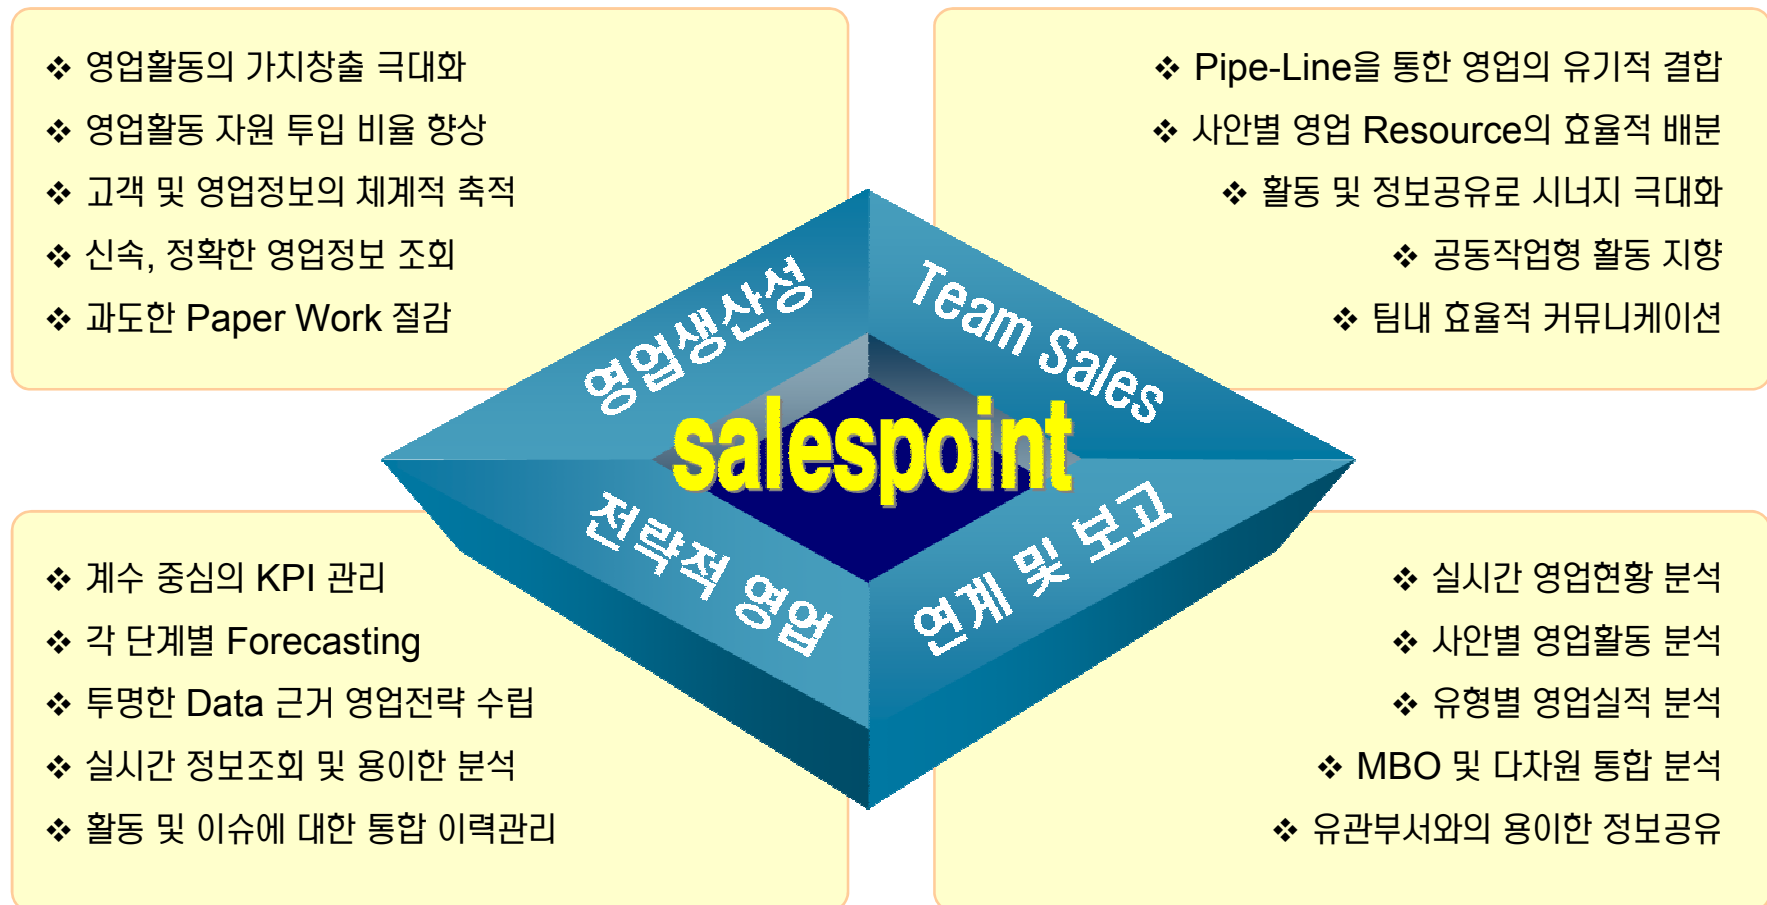 ❖ 영업활동의 가치창출 극대화
❖ 영업활동 자원 투입 비율 향상
❖ 고객 및 영업정보의 체계적 축적
❖ 신속, 정확한 영업정보 조회
❖ 과도한 Paper Work 절감
❖ Pipe-Line을 통한 영업의 유기적 결합
❖ 사안별 영업 Resource의 효율적 배분
❖ 활동 및 정보공유로 시너지 극대화
❖ 공동작업형 활동 지향
❖ 팀내 효율적 커뮤니케이션
영업생산성
Team Sales
salespoint
전략적 영업
연계 및 보고
❖ 계수 중심의 KPI 관리
❖ 각 단계별 Forecasting
❖ 투명한 Data 근거 영업전략 수립
❖ 실시간 정보조회 및 용이한 분석
❖ 활동 및 이슈에 대한 통합 이력관리
❖ 실시간 영업현황 분석
❖ 사안별 영업활동 분석
❖ 유형별 영업실적 분석
❖ MBO 및 다차원 통합 분석
❖ 유관부서와의 용이한 정보공유